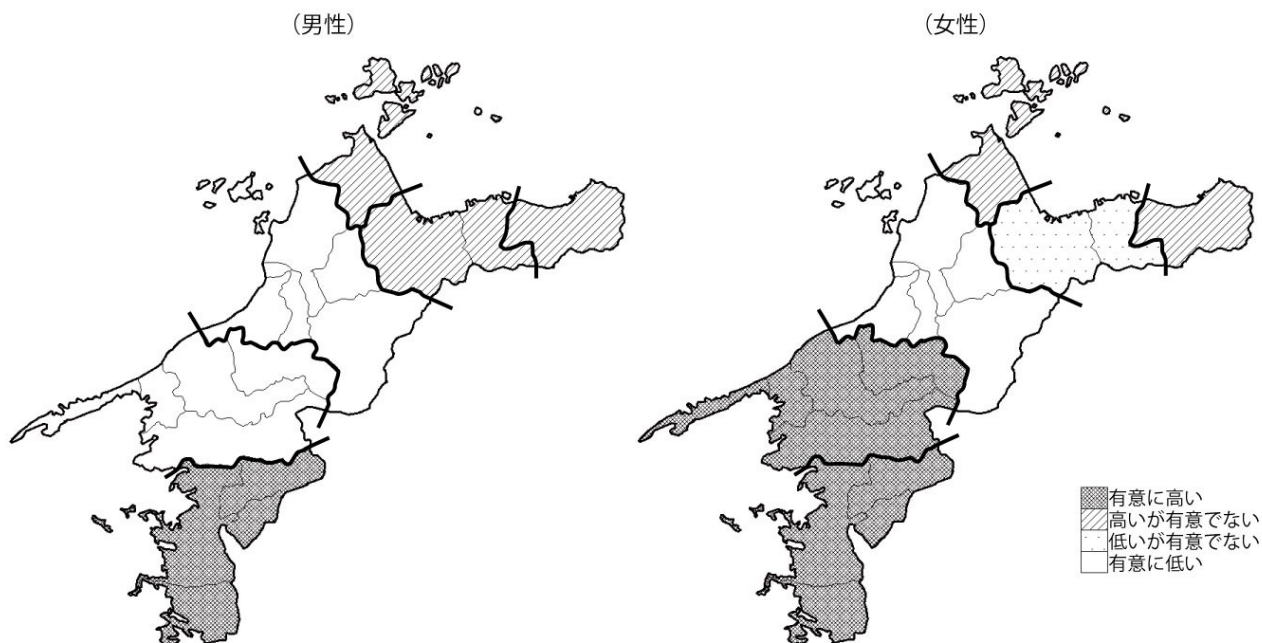 （男性）
（女性）
有意に高い
高いが有意でない
低いが有意でない
有意に低い